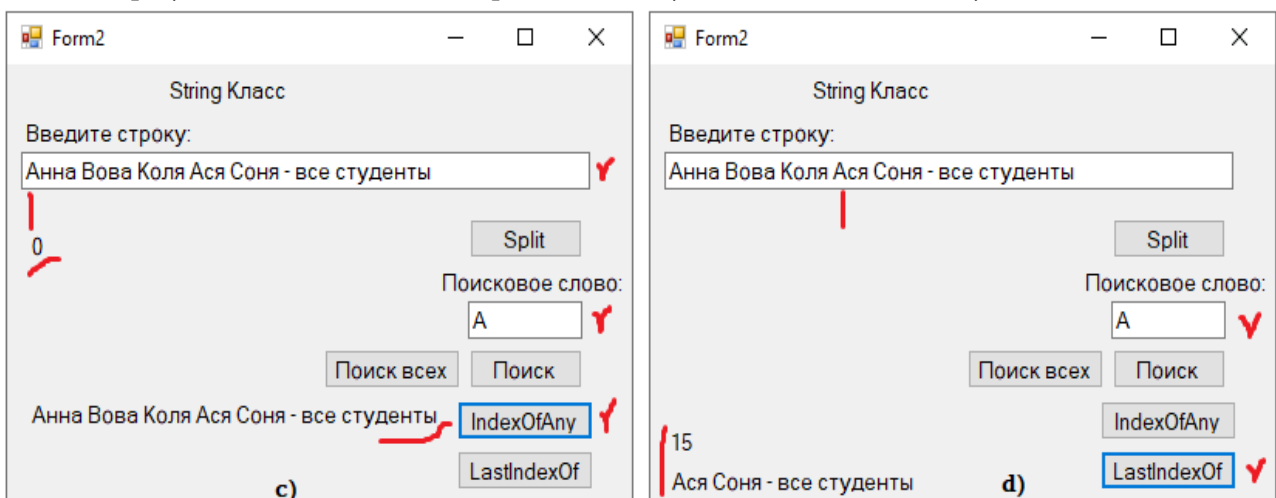 Form2
String Класс
Введите строку:
Анна Вова Коля Ася Соня - все студенты
0
Split
Поисковое слово:
А
Поиск всех
Поиск
Анна Вова Коля Ася Соня - все студенты
IndexOfAny
LastIndexOf
c)
Form2
String Класс
Введите строку:
Анна Вова Коля Ася Соня - все студенты
Split
Поисковое слово:
А
Поиск всех
Поиск
IndexOfAny
15
LastIndexOf
Ася Соня - все студенты
d)